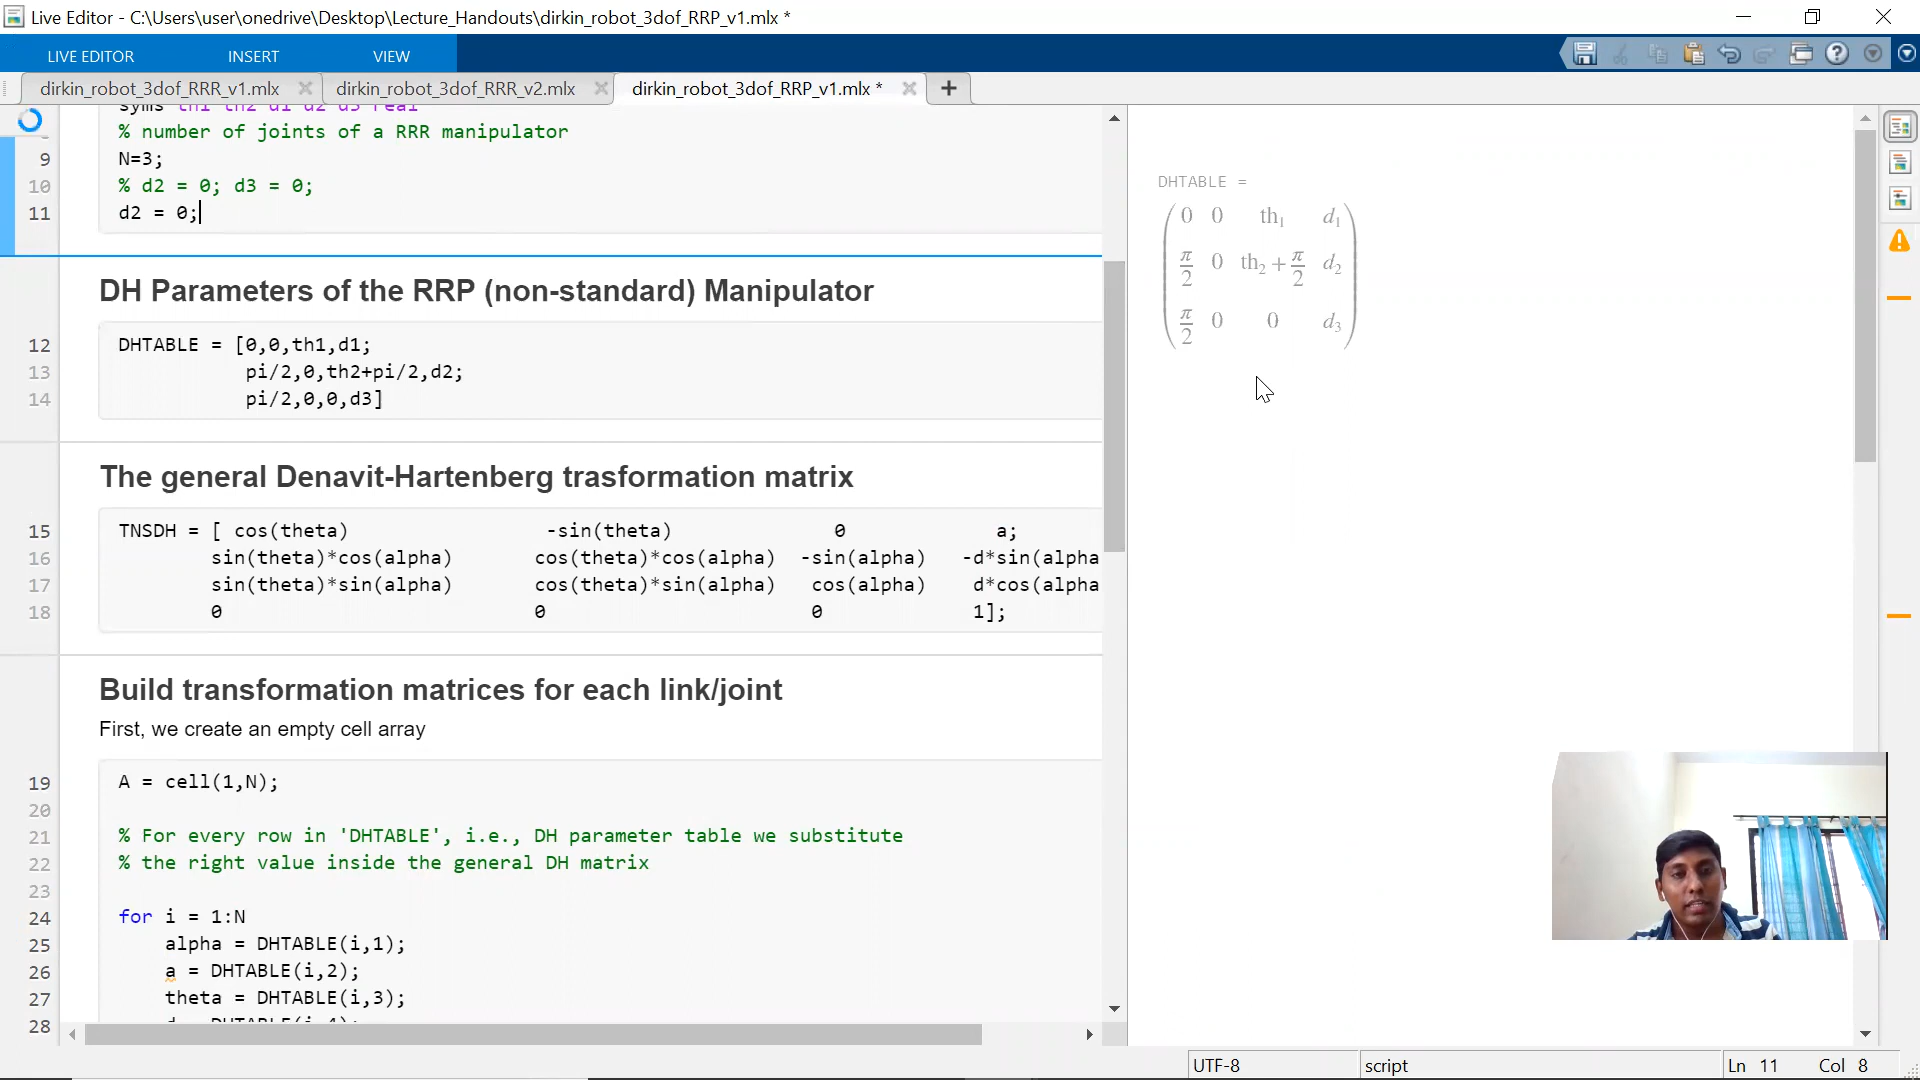 Live Editor - C:\Users\user\onedrive\Desktop\Lecture_Handouts\dirkin_robot_3dof_RRP_v1.mlx *
LIVE EDITOR INSERT VIEW
dirkin_robot_3dof_RRR_v1.mlx dirkin_robot_3dof_RRR_v2.mlx dirkin_robot_3dof_RRP_v1.mlx *
syms th1 th2 d1 d2 d3 real
% number of joints of a RRR manipulator
9 N=3;
10 % d2 = 0; d3 = 0;
11 d2 = 0;
DH Parameters of the RRP (non-standard) Manipulator
12 DHTABLE = [0,0,th1,d1;
13 pi/2,0,th2+pi/2,d2;
14 pi/2,0,0,d3]
The general Denavit-Hartenberg trasformation matrix
15 TNSDH = [ cos(theta) -sin(theta) 0 a;
16 sin(theta)*cos(alpha) cos(theta)*cos(alpha) -sin(alpha) -d*sin(alpha
17 sin(theta)*sin(alpha) cos(theta)*sin(alpha) cos(alpha) d*cos(alpha
18 0 0 0 1];
Build transformation matrices for each link/joint
First, we create an empty cell array
19 A = cell(1,N);
20
21 % For every row in 'DHTABLE', i.e., DH parameter table we substitute
22 % the right value inside the general DH matrix
23
24 for i = 1:N
25 alpha = DHTABLE(i,1);
26 a = DHTABLE(i,2);
27 theta = DHTABLE(i,3);
28
DHTABLE =
0 0 th₁ d₁
π/2 0 th₂ + π/2 d₂
π/2 0 0 d₃
UTF-8 script Ln 11 Col 8